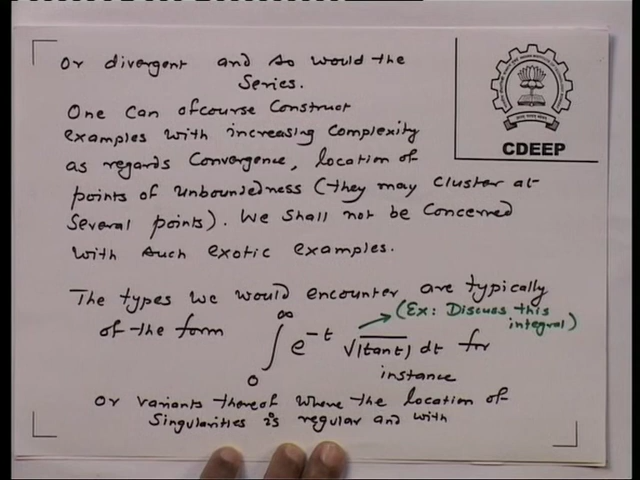 Or divergent and so would the
Series.
One can ofcourse construct
examples with increasing complexity
as regards convergence, location of
points of unboundedness (they may cluster at
several points). We shall not be concerned
with such exotic examples.
CDEEP
The types we would encounter are typically
of the form ∫₀^∞ e^{-t} √(|tan t|) dt for
instance
(Ex: Discuss this
integral)
Or variants thereof where the location of
singularities is regular and with